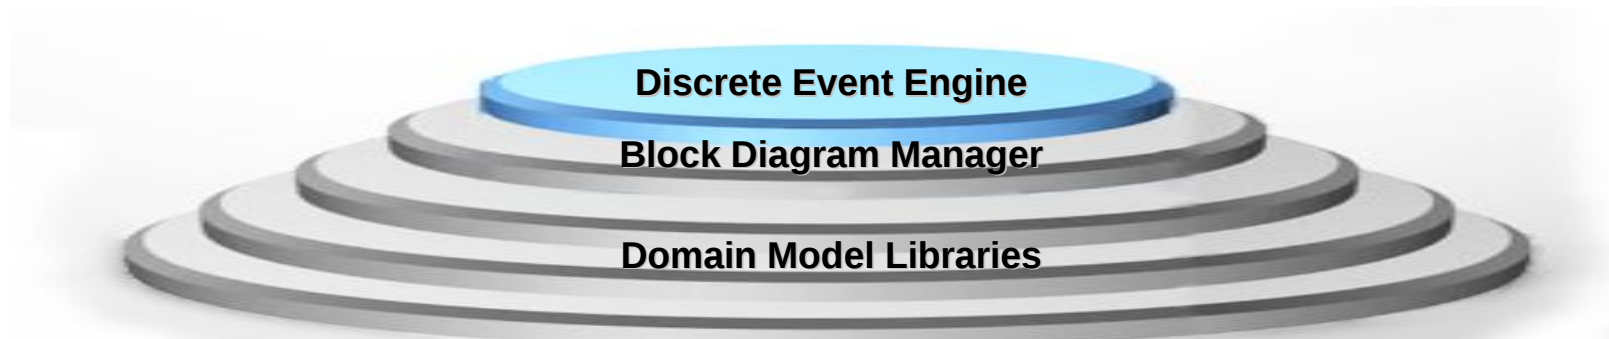 Discrete Event Engine
Block Diagram Manager
Domain Model Libraries